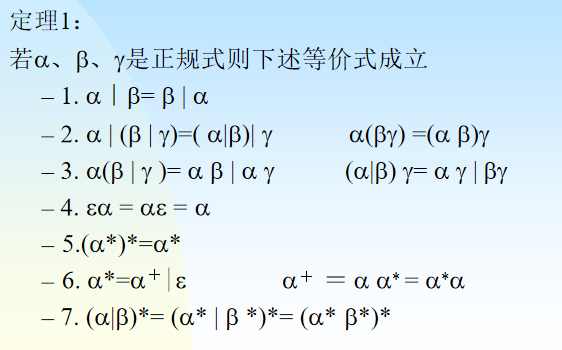 定理1:
若α、β、γ是正规式则下述等价式成立
– 1. α | β= β | α
– 2. α | (β | γ)=( α|β)| γ α(βγ) =(α β)γ
– 3. α(β | γ )= α β | α γ (α|β) γ= α γ | βγ
– 4. εα = αε = α
– 5.(α*)*=α*
– 6. α*=α⁺|ε α⁺ = α α* = α*α
– 7. (α|β)*= (α* | β *)*= (α* β*)*